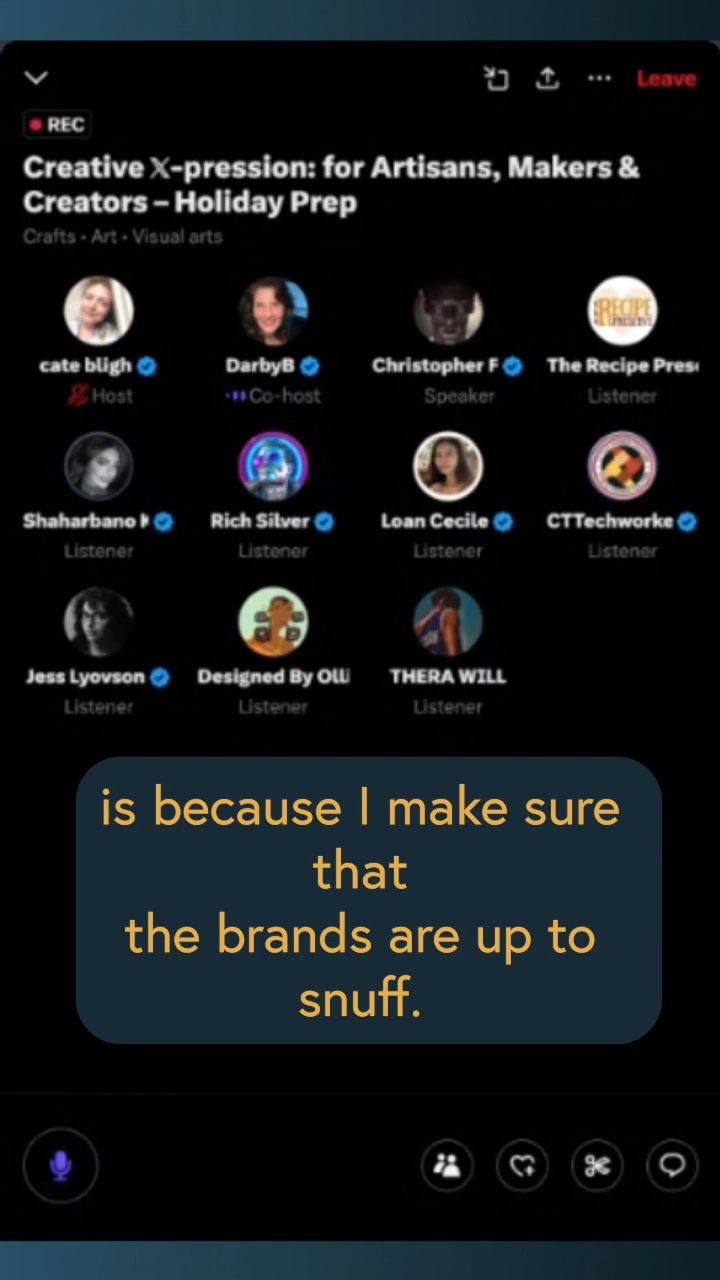 Leave
REC
Creative X-pression: for Artisans, Makers &
Creators – Holiday Prep
Crafts • Art • Visual arts
cate bligh DarbyB Christopher F The Recipe Pres
Host Co-host Speaker Listener
RECIPE
Shaharbano Rich Silver Loan Cecile CTTechworke
Listener Listener Listener Listener
Jess Lyovson Designed By Olli THERA WILL
Listener Listener Listener
is because I make sure
that
the brands are up to
snuff.